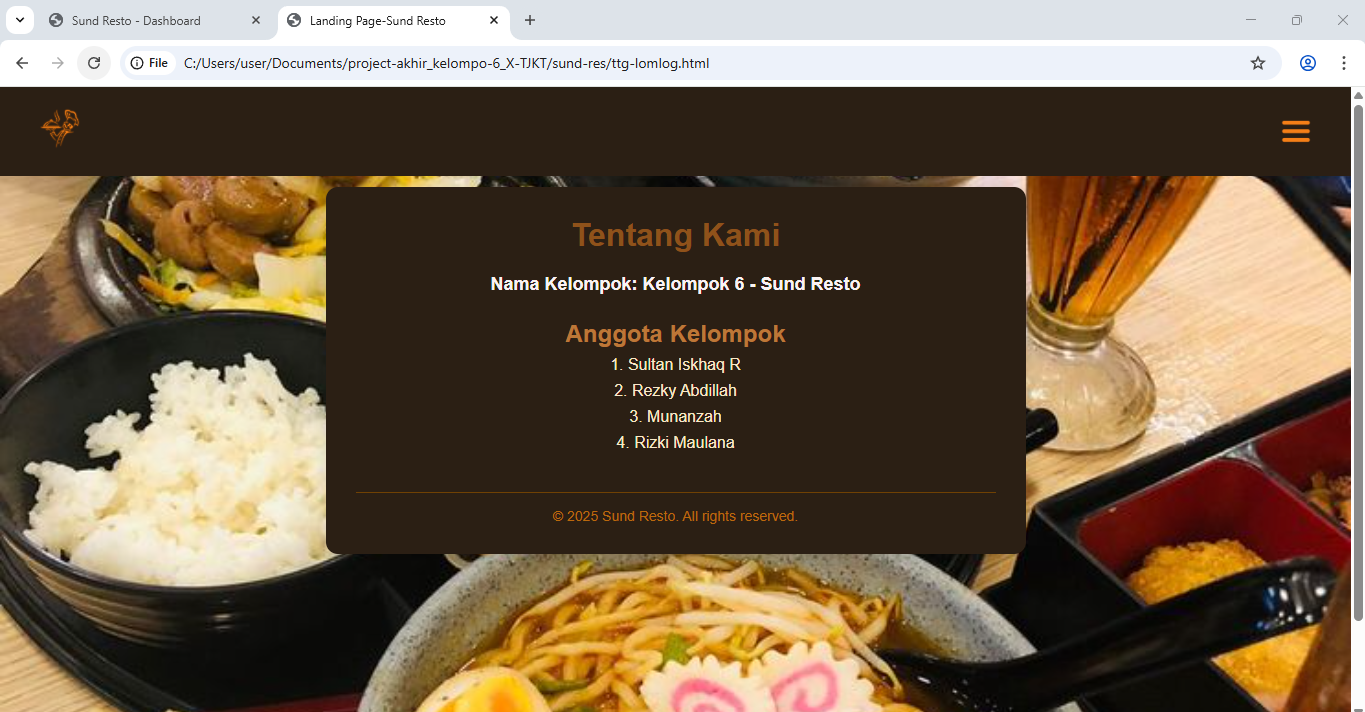 Sund Resto - Dashboard
Landing Page-Sund Resto
File
C:/Users/user/Documents/project-akhir_kelompo-6_X-TJKT/sund-res/ttg-lomlog.html
Tentang Kami
Nama Kelompok: Kelompok 6 - Sund Resto
Anggota Kelompok
1. Sultan Iskhaq R
2. Rezky Abdillah
3. Munanzah
4. Rizki Maulana
© 2025 Sund Resto. All rights reserved.